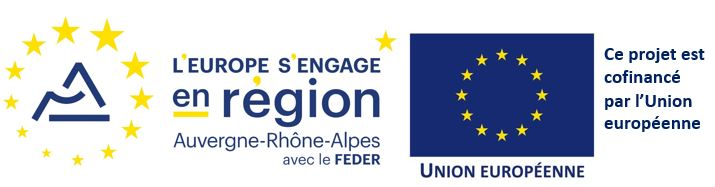 L'EUROPE S'ENGAGE
en région
Auvergne-Rhône-Alpes
avec le FEDER
UNION EUROPÉENNE
Ce projet est
cofinancé
par l'Union
européenne